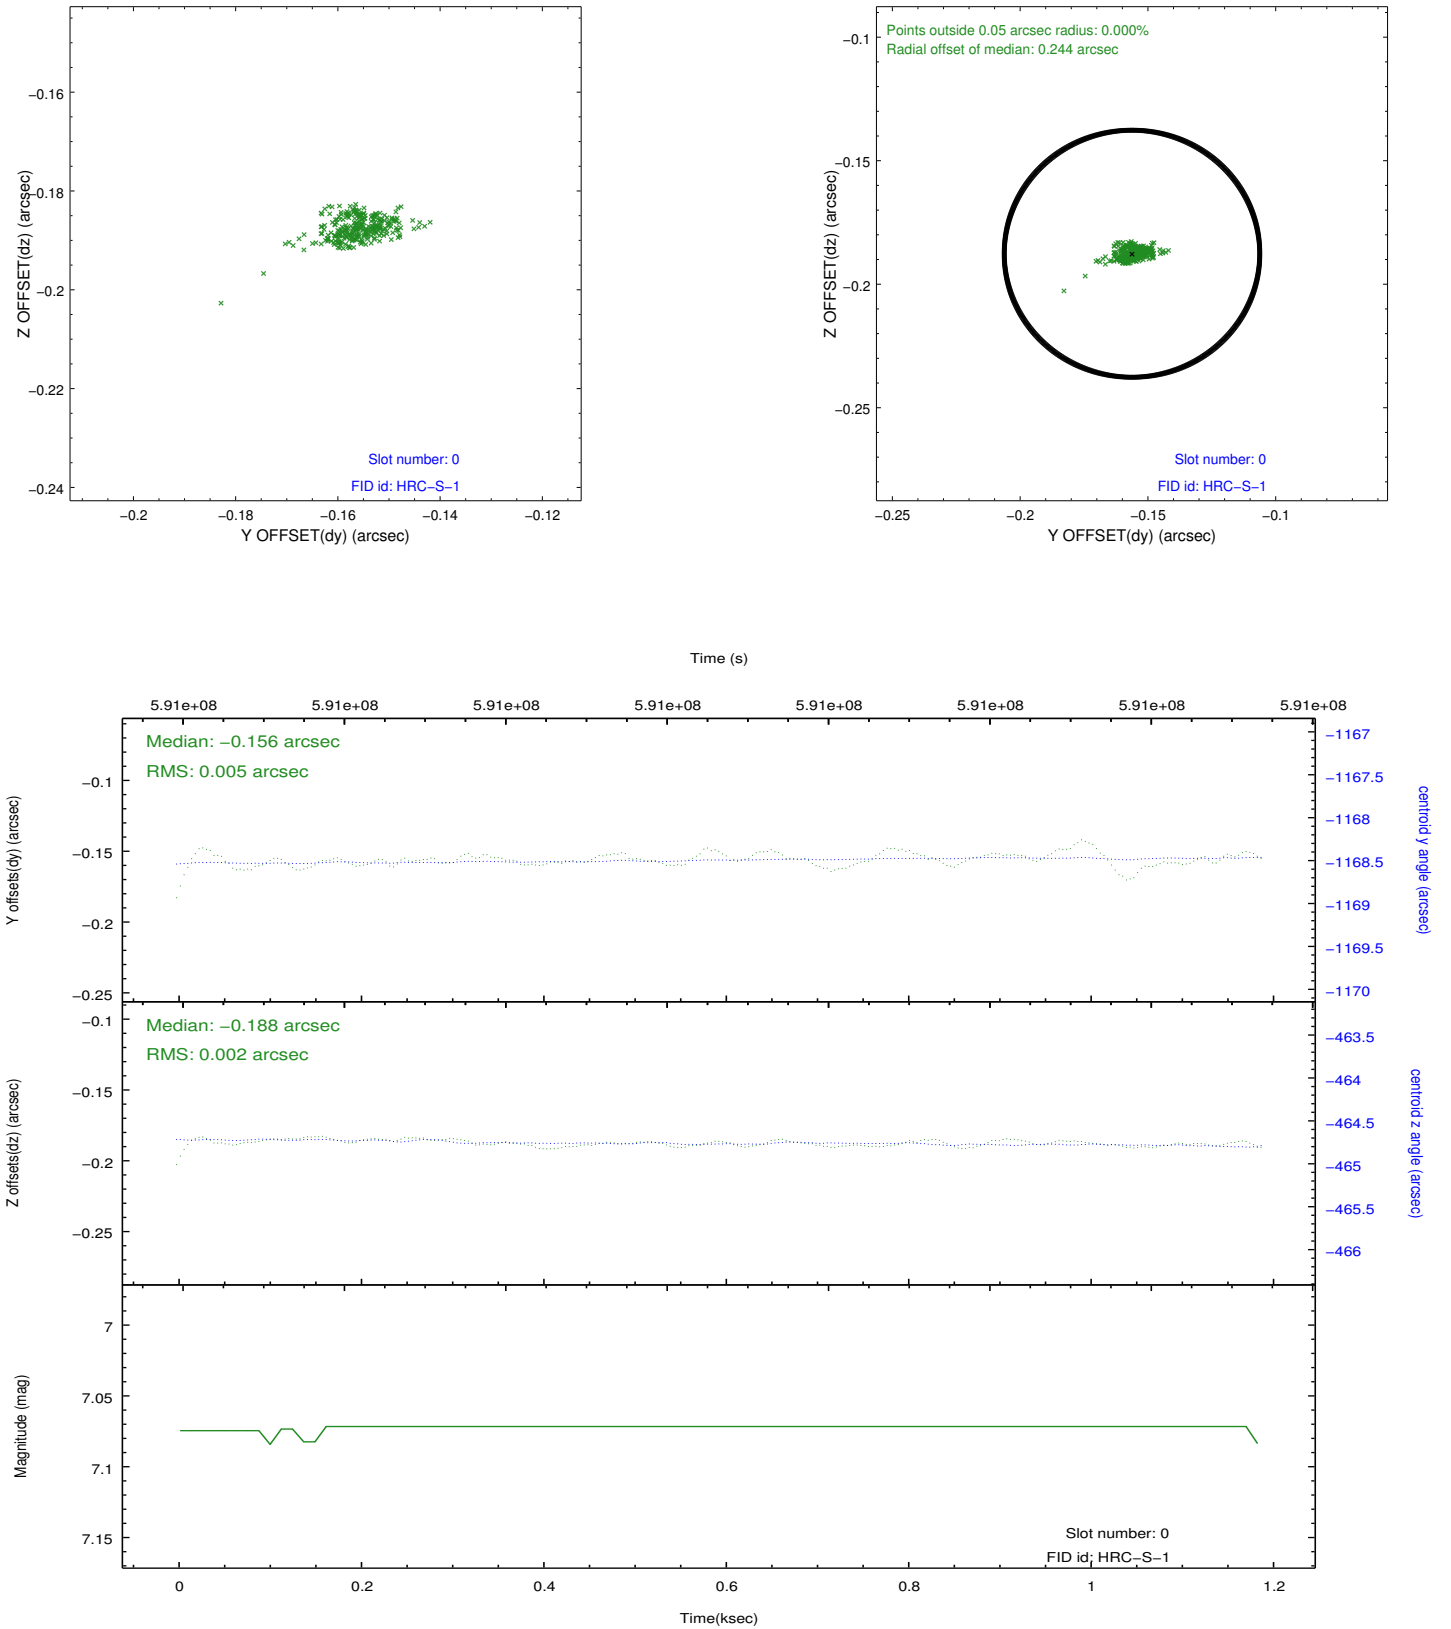 Points outside 0.05 arcsec radius: 0.000%
Radial offset of median: 0.244 arcsec
−0.16
−0.18
−0.2
−0.22
−0.24
Z OFFSET(dz) (arcsec)
Slot number: 0
FID id: HRC−S−1
−0.2
−0.18
−0.16
−0.14
−0.12
Y OFFSET(dy) (arcsec)
−0.1
−0.15
−0.2
−0.25
Z OFFSET(dz) (arcsec)
Slot number: 0
FID id: HRC−S−1
−0.25
−0.2
−0.15
−0.1
Y OFFSET(dy) (arcsec)
Time (s)
5.91e+08
5.91e+08
5.91e+08
5.91e+08
5.91e+08
5.91e+08
5.91e+08
5.91e+08
Median: −0.156 arcsec
RMS: 0.005 arcsec
−0.1
−0.15
−0.2
−0.25
Y offsets(dy) (arcsec)
−1167
−1167.5
−1168
−1168.5
−1169
−1169.5
−1170
centroid y angle (arcsec)
Median: −0.188 arcsec
RMS: 0.002 arcsec
−0.1
−0.15
−0.2
−0.25
Z offsets(dz) (arcsec)
−463.5
−464
−464.5
−465
−465.5
−466
centroid z angle (arcsec)
7
7.05
7.1
7.15
Magnitude (mag)
Slot number: 0
FID id: HRC−S−1
0
0.2
0.4
0.6
0.8
1
1.2
Time(ksec)